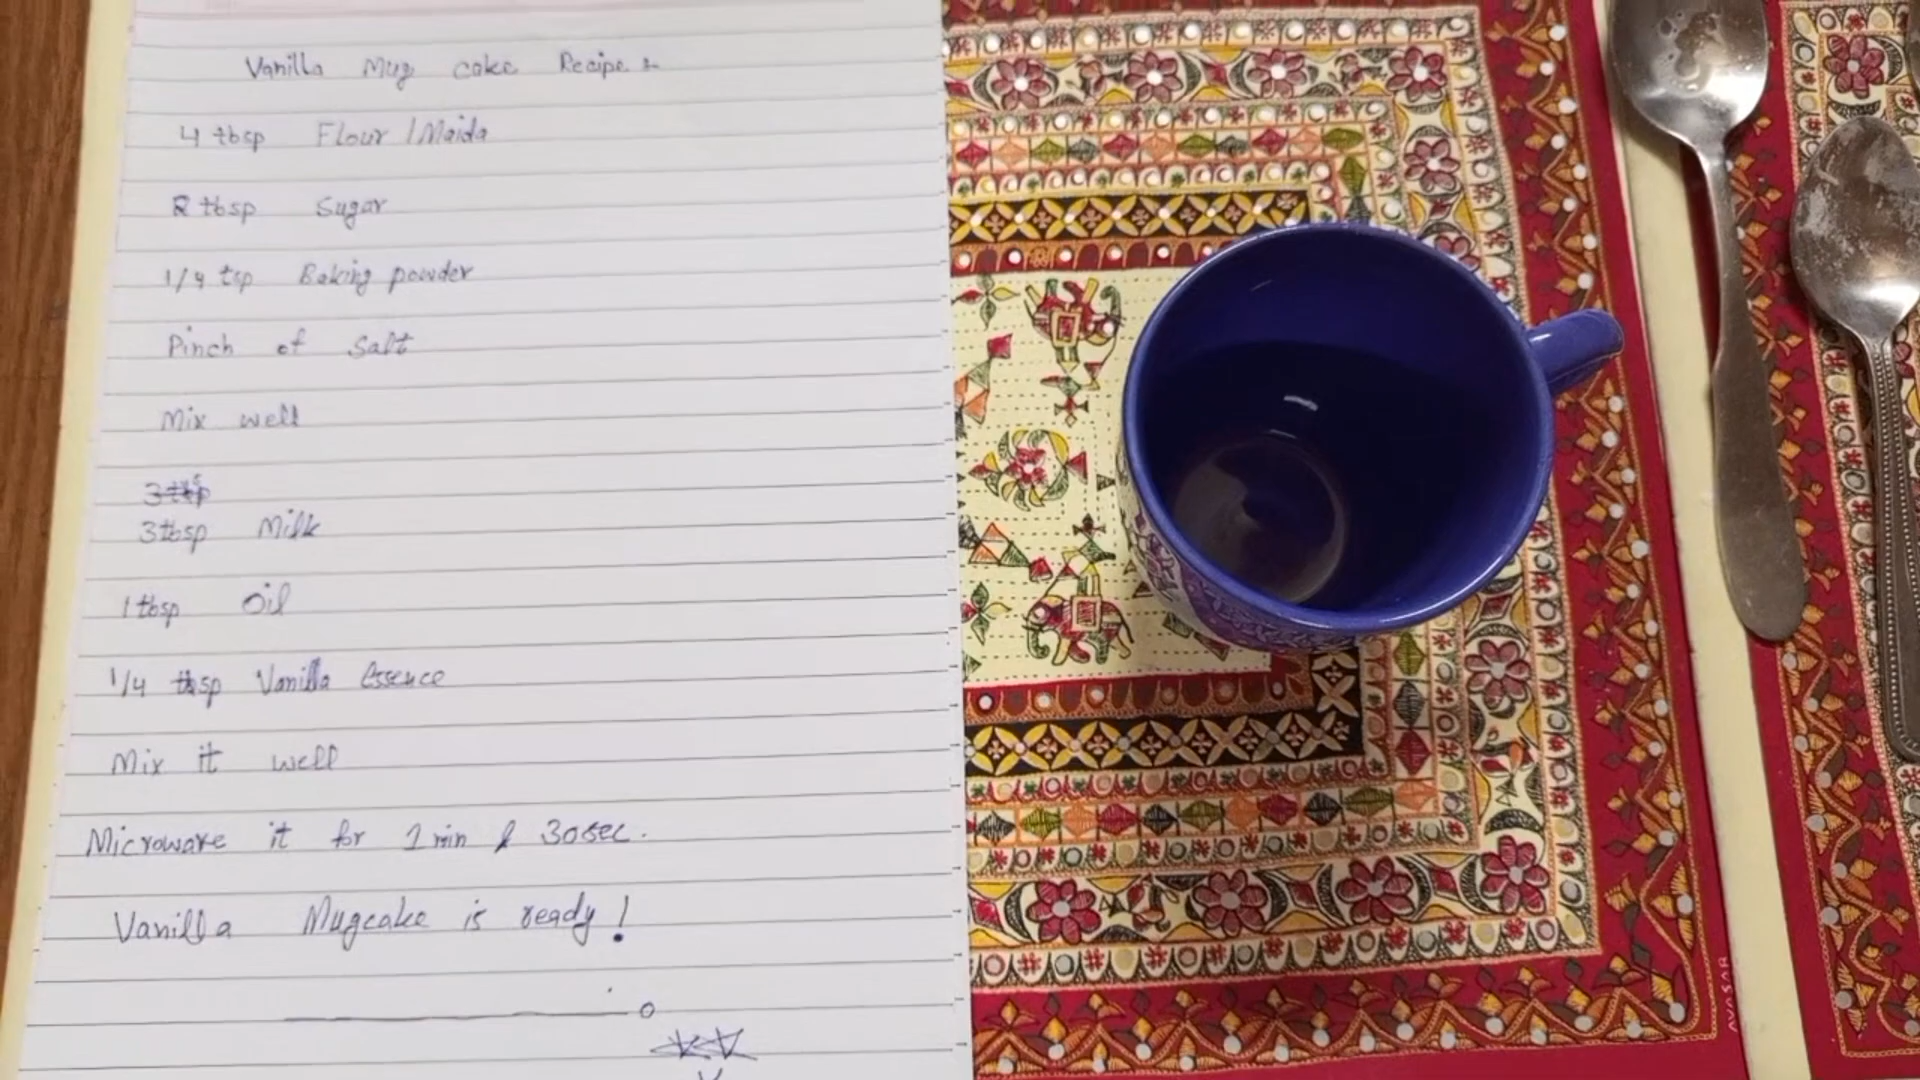 Vanilla Mug cake Recipe :-
4 tbsp Flour / Maida
2 tbsp Sugar
1/4 tsp Baking powder
Pinch of Salt
Mix well
3tbsp Milk
1 tbsp Oil
1/4 tsp Vanilla Essence
Mix it well
Microwave it for 1 min & 30sec.
Vanilla Mugcake is ready!
AVASAR